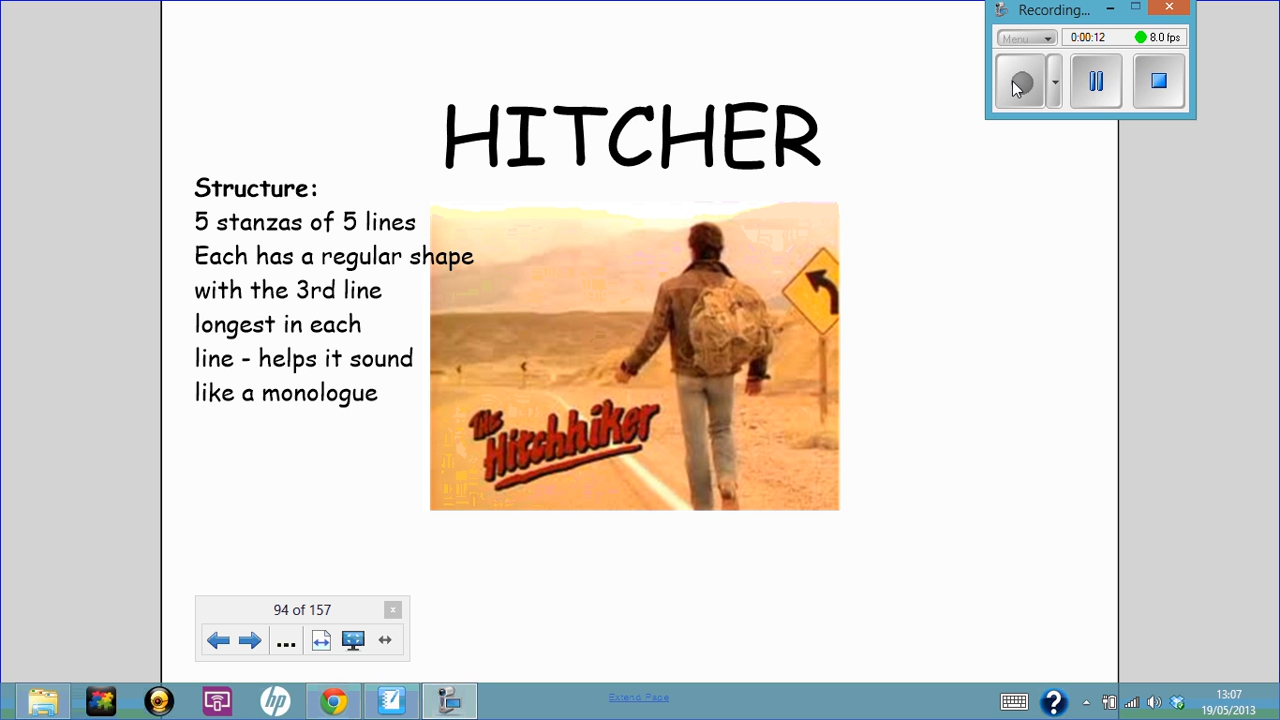 Recording...
Menu
0:00:12
8.0 fps
HITCHER
Structure:
5 stanzas of 5 lines
Each has a regular shape
with the 3rd line
longest in each
line - helps it sound
like a monologue
The
Hitchhiker
94 of 157
...
hp
Extend Page
13:07
19/05/2013